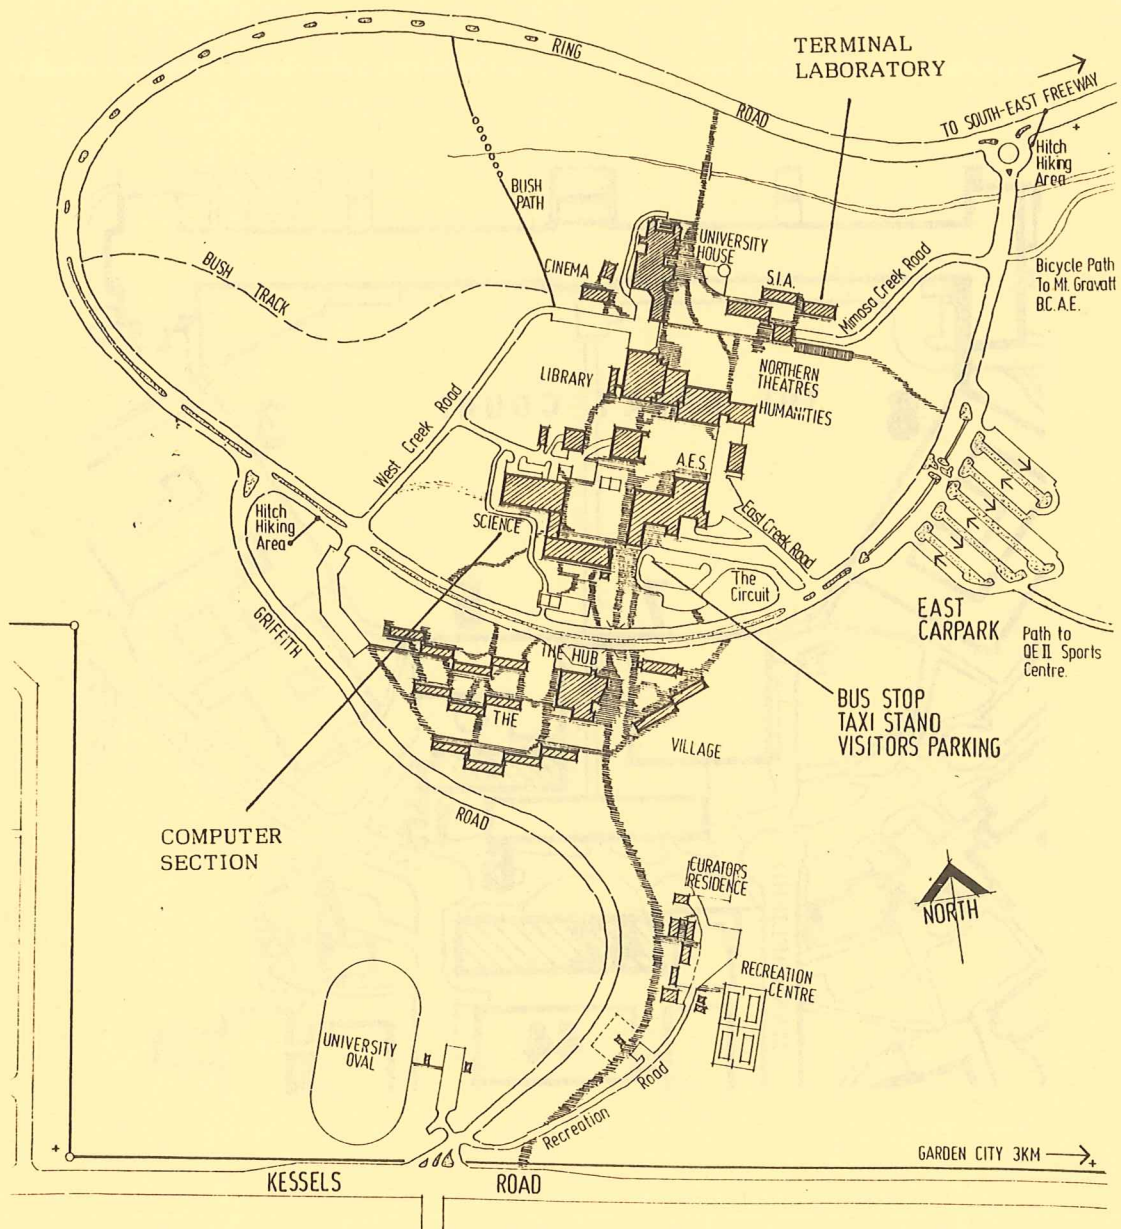 TERMINAL
LABORATORY
RING
ROAD
TO SOUTH-EAST FREEWAY
Hitch
Hiking
Area
BUSH
PATH
UNIVERSITY
HOUSE
CINEMA
S.I.A.
Mimosa Creek Road
Bicycle Path
To Mt. Gravatt
B.C.A.E.
BUSH
TRACK
LIBRARY
NORTHERN
THEATRES
HUMANITIES
West Creek Road
A.E.S.
Hitch
Hiking
Area
SCIENCE
East Creek Road
The
Circuit
EAST
CARPARK
Path to
QE II Sports
Centre.
GRIFFITH
THE HUB
BUS STOP
TAXI STAND
VISITORS PARKING
THE
VILLAGE
ROAD
COMPUTER
SECTION
CURATORS
RESIDENCE
NORTH
RECREATION
CENTRE
UNIVERSITY
OVAL
Recreation Road
GARDEN CITY 3KM
KESSELS ROAD